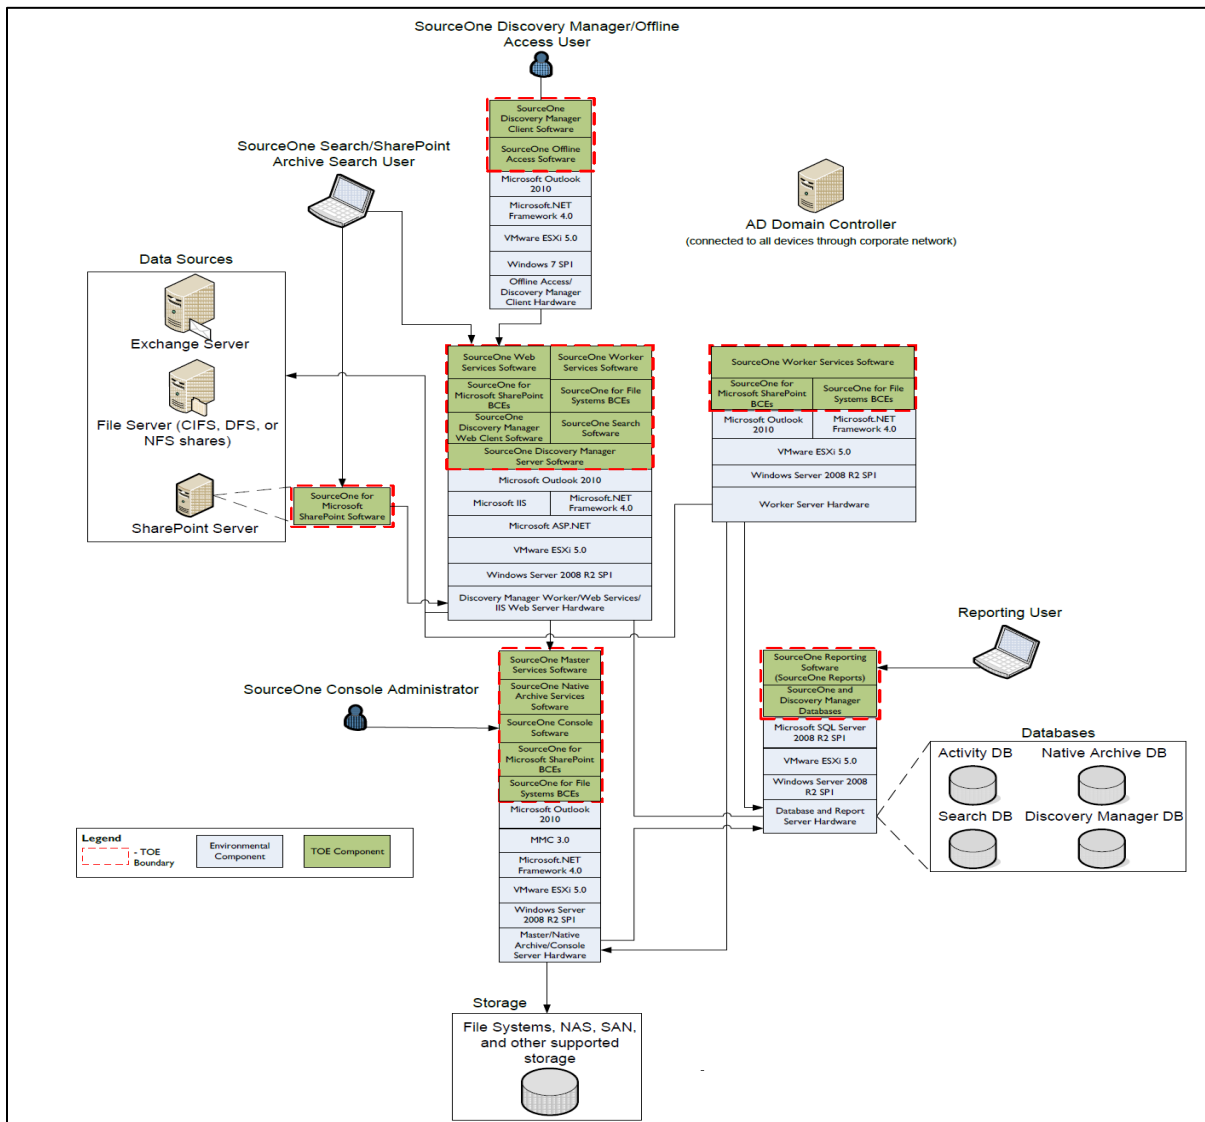 SourceOne Discovery Manager/Offline
Access User
SourceOne
Discovery Manager
Client Software
SourceOne Offline
Access Software
Microsoft Outlook
2010
Microsoft.NET
Framework 4.0
VMware ESXi 5.0
Windows 7 SP1
Offline Access/
Discovery Manager
Client Hardware
SourceOne Search/SharePoint
Archive Search User
AD Domain Controller
(connected to all devices through corporate network)
Data Sources
Exchange Server
File Server (CIFS, DFS, or
NFS shares)
SharePoint Server
SourceOne for
Microsoft
SharePoint Software
SourceOne Web
Services Software
SourceOne Worker
Services Software
SourceOne for
Microsoft SharePoint
BCEs
SourceOne for File
Systems BCEs
SourceOne
Discovery Manager
Web Client Software
SourceOne Search
Software
SourceOne Discovery Manager
Server Software
Microsoft Outlook 2010
Microsoft IIS
Microsoft.NET
Framework 4.0
Microsoft ASP.NET
VMware ESXi 5.0
Windows Server 2008 R2 SP1
Discovery Manager Worker/Web Services/
IIS Web Server Hardware
SourceOne Worker Services Software
SourceOne for
Microsoft SharePoint
BCEs
SourceOne for File
Systems BCEs
Microsoft Outlook
2010
Microsoft.NET
Framework 4.0
VMware ESXi 5.0
Windows Server 2008 R2 SP1
Worker Server Hardware
Reporting User
SourceOne Reporting
Software
(SourceOne Reports)
SourceOne and
Discovery Manager
Databases
Microsoft SQL Server
2008 R2 SP1
VMware ESXi 5.0
Windows Server 2008
R2 SP1
Database and Report
Server Hardware
Databases
Activity DB
Native Archive DB
Search DB
Discovery Manager DB
SourceOne Console Administrator
SourceOne Master
Services Software
SourceOne Native
Archive Services
Software
SourceOne Console
Software
SourceOne for
Microsoft SharePoint
BCEs
SourceOne for File
Systems BCEs
Microsoft Outlook
2010
MMC 3.0
Microsoft.NET
Framework 4.0
VMware ESXi 5.0
Windows Server
2008 R2 SP1
Master/Native
Archive/Console
Server Hardware
Legend
- TOE
Boundary
Environmental
Component
TOE Component
Storage
File Systems, NAS, SAN,
and other supported
storage